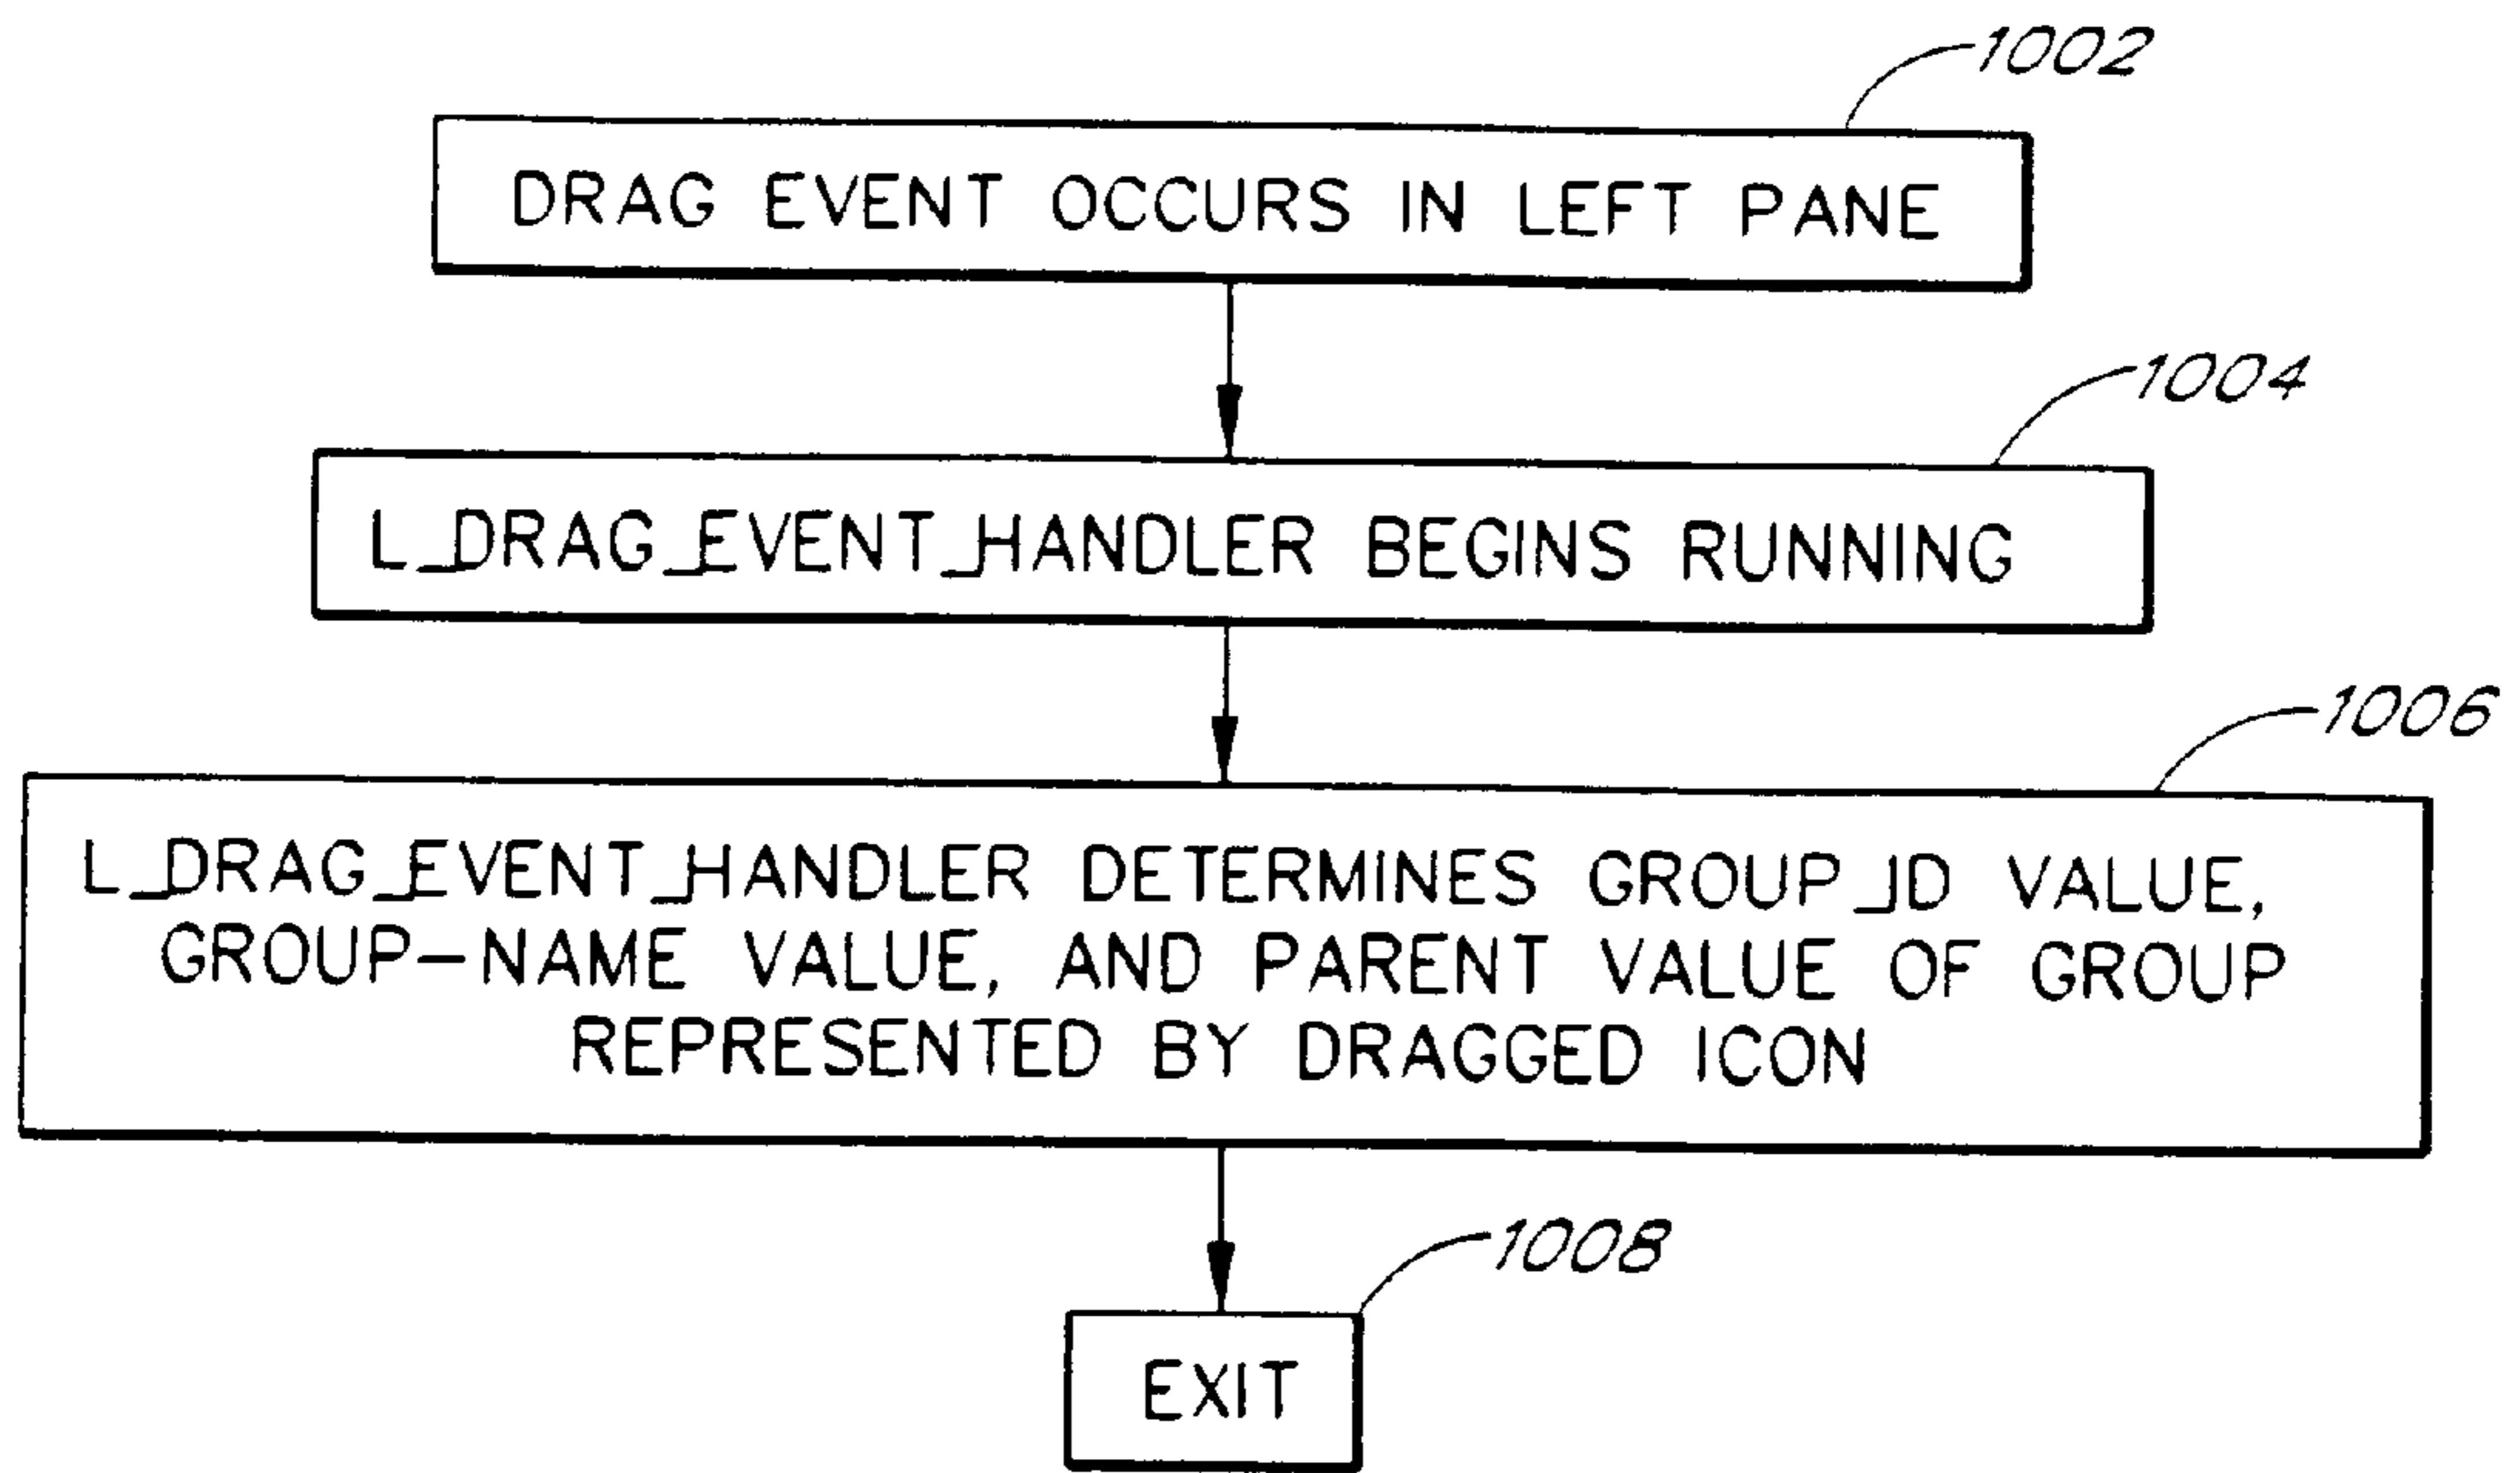 1002
DRAG EVENT OCCURS IN LEFT PANE
1004
L_DRAG_EVENT_HANDLER BEGINS RUNNING
1006
L_DRAG_EVENT_HANDLER DETERMINES GROUP_ID VALUE,
GROUP-NAME VALUE, AND PARENT VALUE OF GROUP
REPRESENTED BY DRAGGED ICON
1008
EXIT